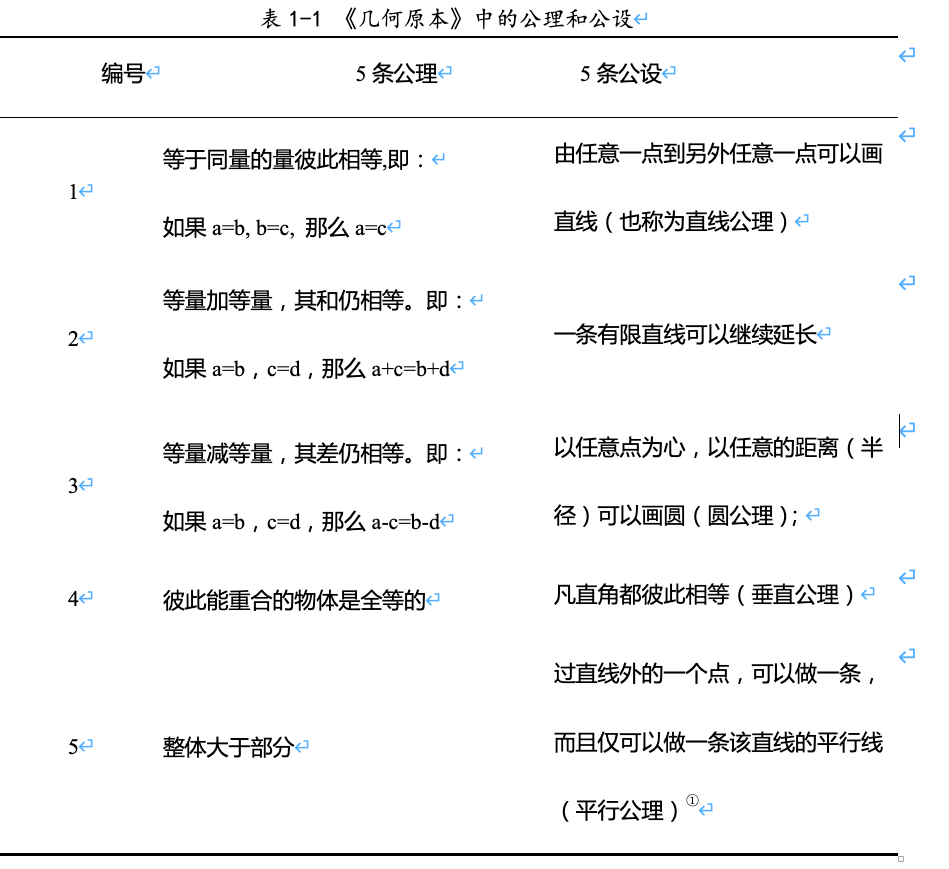 表 1-1 《几何原本》中的公理和公设↵
编号↵ 5 条公理↵ 5 条公设↵ ↵
等于同量的量彼此相等,即：↵
由任意一点到另外任意一点可以画 ↵
1↵
如果 a=b, b=c, 那么 a=c↵
直线（也称为直线公理）↵
等量加等量，其和仍相等。即：↵ ↵
2↵
一条有限直线可以继续延长↵
如果 a=b，c=d，那么 a+c=b+d↵
等量减等量，其差仍相等。即：↵
以任意点为心，以任意的距离（半 ↵
3↵
如果 a=b，c=d，那么 a-c=b-d↵
径）可以画圆（圆公理）；↵
4↵ 彼此能重合的物体是全等的↵ 凡直角都彼此相等（垂直公理）↵ ↵
过直线外的一个点，可以做一条， ↵
5↵ 整体大于部分↵ 而且仅可以做一条该直线的平行线
（平行公理）①↵